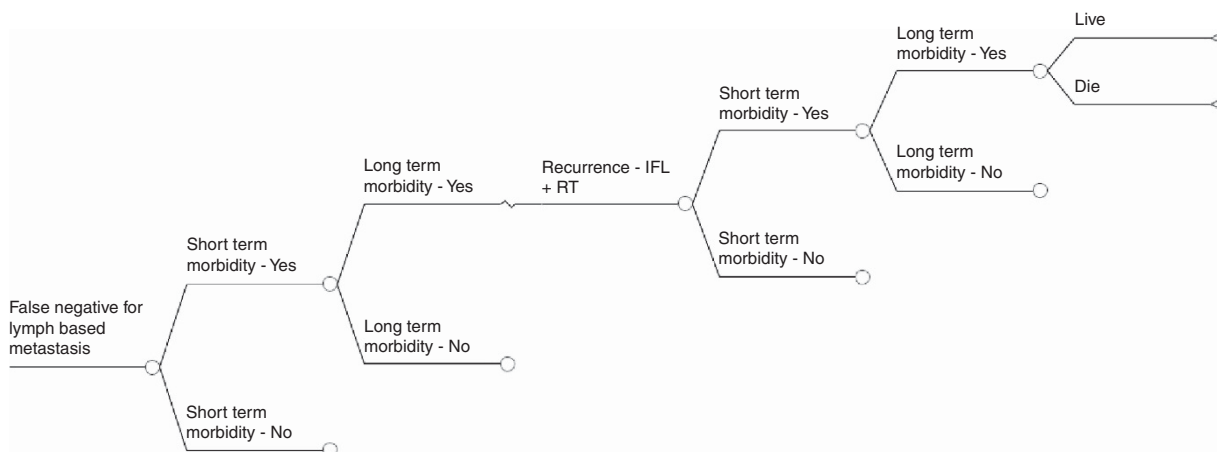 False negative for
lymph based
metastasis
Short term
morbidity - Yes
Short term
morbidity - No
Long term
morbidity - Yes
Long term
morbidity - No
Recurrence - IFL
+ RT
Short term
morbidity - Yes
Short term
morbidity - No
Long term
morbidity - Yes
Long term
morbidity - No
Live
Die